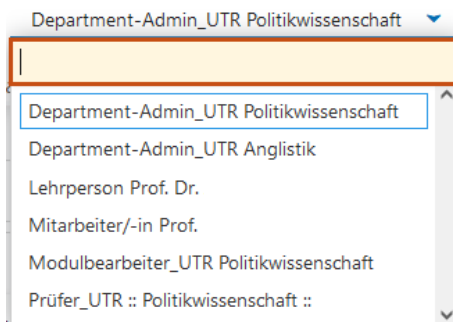 Department-Admin_UTR Politikwissenschaft
Department-Admin_UTR Politikwissenschaft
Department-Admin_UTR Anglistik
Lehrperson Prof. Dr.
Mitarbeiter/-in Prof.
Modulbearbeiter_UTR Politikwissenschaft
Prüfer_UTR :: Politikwissenschaft ::